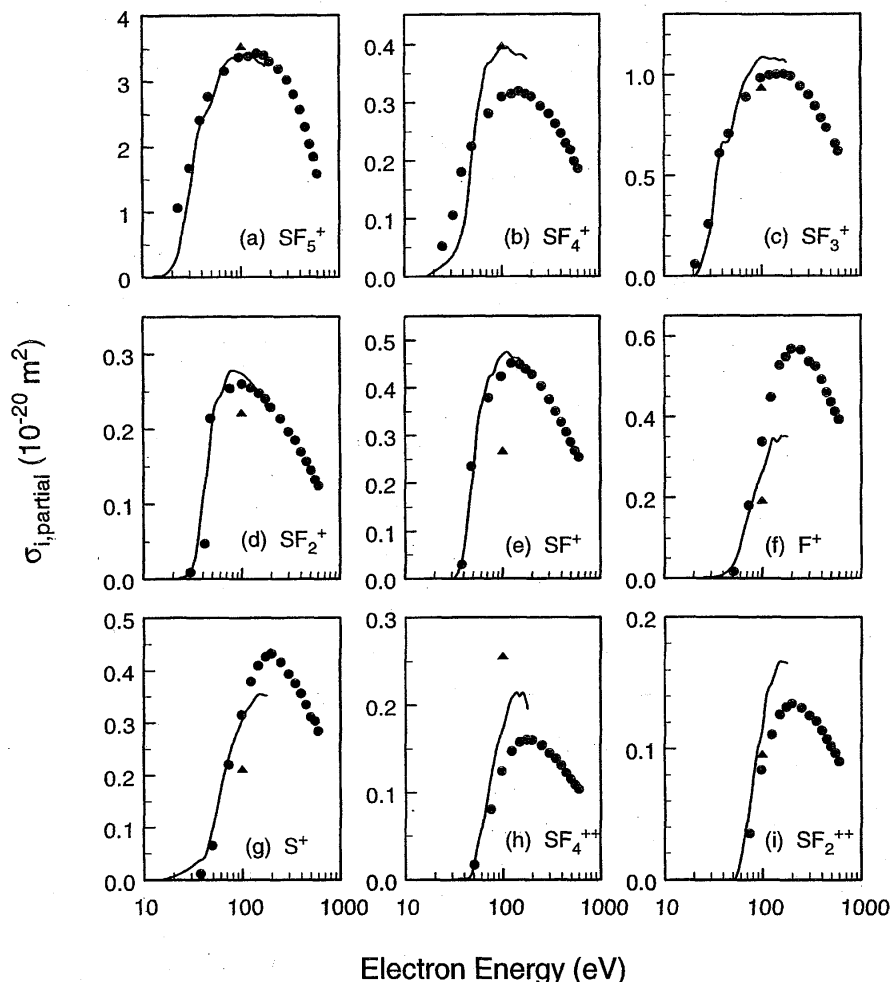 4
3
2
1
0
(a) SF₅⁺
0.4
0.3
0.2
0.1
0.0
(b) SF₄⁺
1.0
0.5
0.0
(c) SF₃⁺
0.3
0.2
0.1
0.0
(d) SF₂⁺
0.5
0.4
0.3
0.2
0.1
0.0
(e) SF⁺
0.6
0.4
0.2
0.0
(f) F⁺
σᵢ,partial (10⁻²⁰ m²)
0.5
0.4
0.3
0.2
0.1
0.0
(g) S⁺
10 100 1000
0.3
0.2
0.1
0.0
(h) SF₄⁺⁺
10 100 1000
0.2
0.1
0.0
(i) SF₂⁺⁺
10 100 1000
Electron Energy (eV)